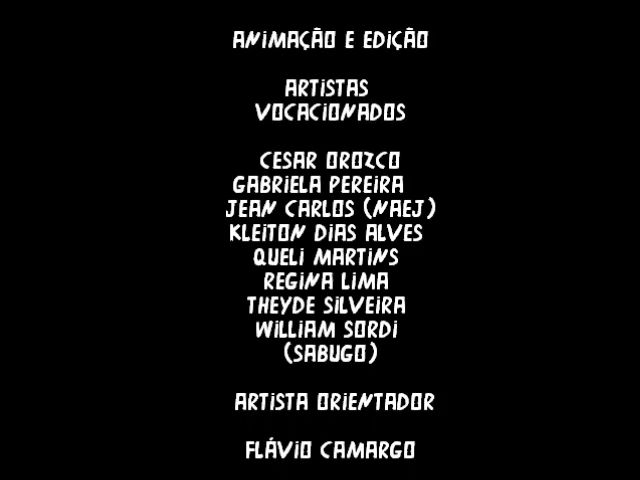 ANIMAÇÃO E EDIÇÃO
ARTISTAS
VOCACIONADOS
CESAR OROZCO
GABRIELA PEREIRA
JEAN CARLOS (NAEJ)
KLEITON DIAS ALVES
QUELI MARTINS
REGINA LIMA
THEYDE SILVEIRA
WILLIAM SORDI
(SABUGO)
ARTISTA ORIENTADOR
FLÁVIO CAMARGO